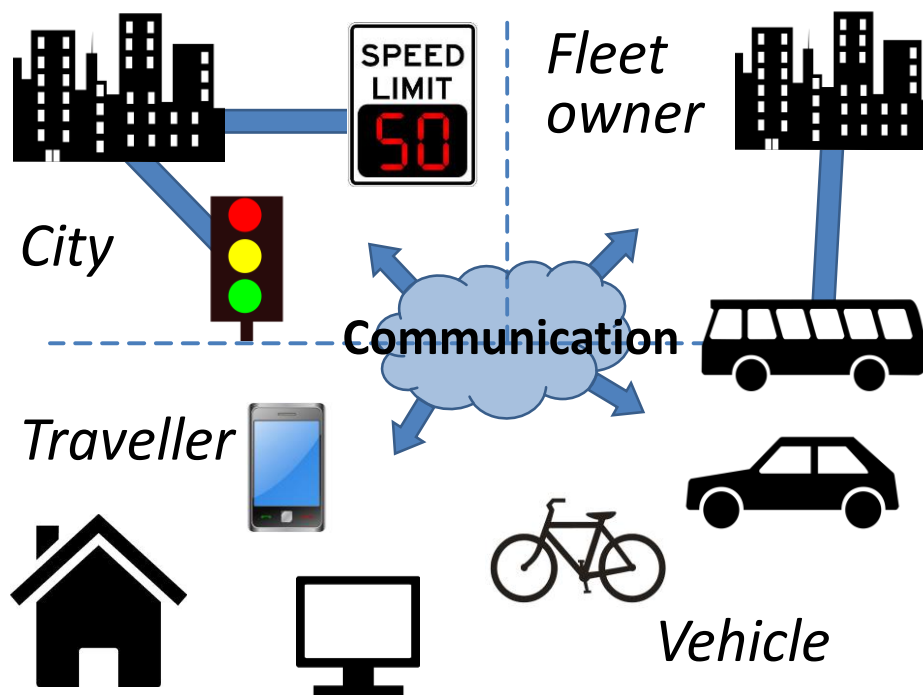 SPEED
LIMIT
50
Fleet
owner
City
Communication
Traveller
Vehicle